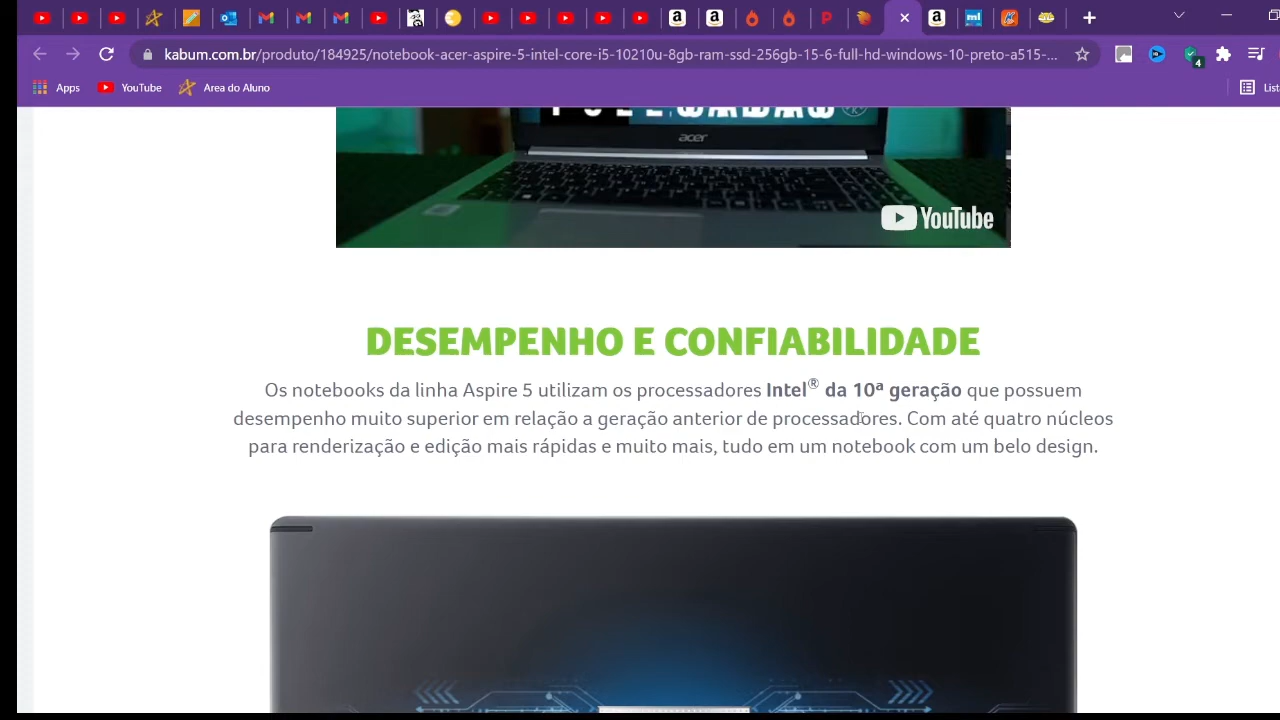 kabum.com.br/produto/184925/notebook-acer-aspire-5-intel-core-i5-10210u-8gb-ram-ssd-256gb-15-6-full-hd-windows-10-preto-a515-...
4
Apps
YouTube
Area do Aluno
List
acer
YouTube
DESEMPENHO E CONFIABILIDADE
Os notebooks da linha Aspire 5 utilizam os processadores Intel® da 10ª geração que possuem
desempenho muito superior em relação a geração anterior de processadores. Com até quatro núcleos
para renderização e edição mais rápidas e muito mais, tudo em um notebook com um belo design.